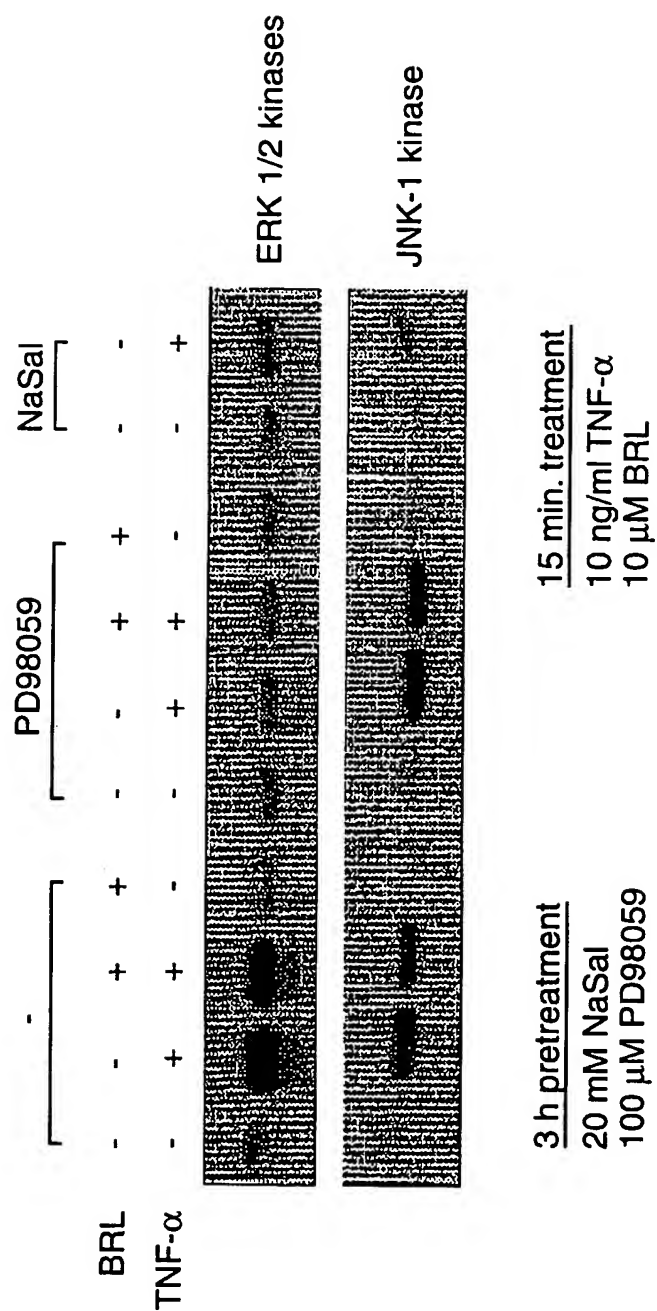 - PD98059 NaSal
BRL - - + + - - + + - -
TNF-α - + + - - + + - - +
ERK 1/2 kinases
JNK-1 kinase
3 h pretreatment
20 mM NaSal
100 μM PD98059
15 min. treatment
10 ng/ml TNF-α
10 μM BRL